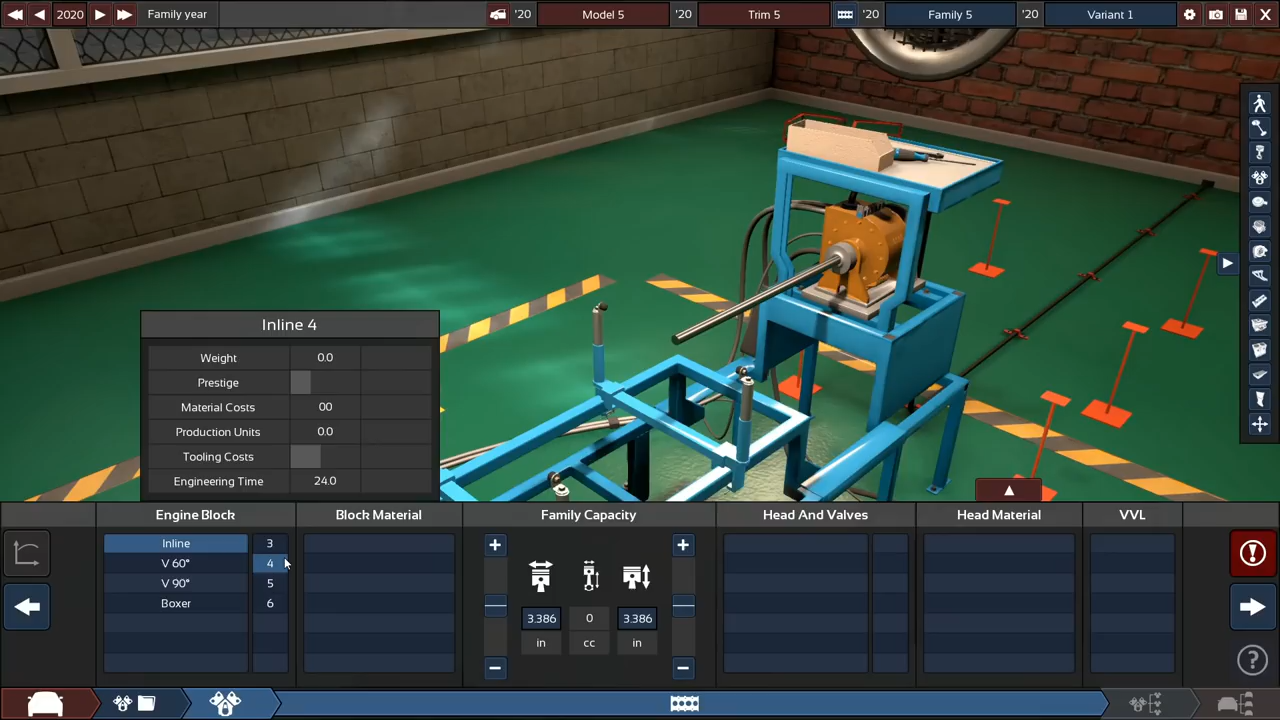 2020
Family year
'20
Model 5
'20
Trim 5
'20
Family 5
'20
Variant 1
Inline 4
Weight 0.0
Prestige
Material Costs 00
Production Units 0.0
Tooling Costs
Engineering Time 24.0
Engine Block
Block Material
Family Capacity
Head And Valves
Head Material
VVL
Inline 3
V 60° 4
V 90° 5
Boxer 6
+
+
3.386 0 3.386
in cc in
-
-
?